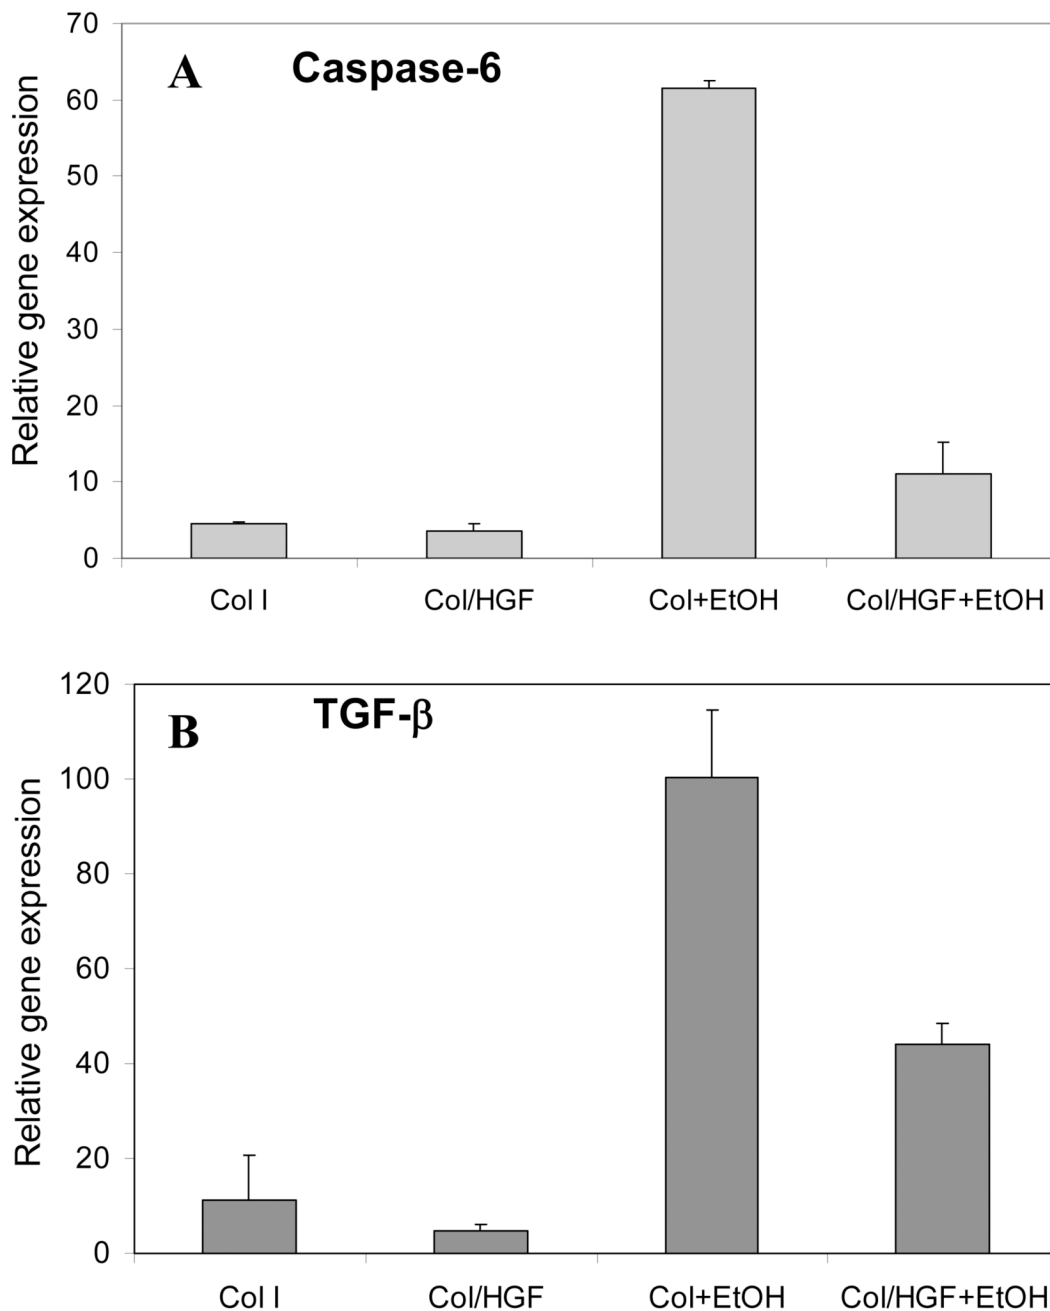 A Caspase-6
Relative gene expression
70
60
50
40
30
20
10
0
Col I Col/HGF Col+EtOH Col/HGF+EtOH
B TGF-β
Relative gene expression
120
100
80
60
40
20
0
Col I Col/HGF Col+EtOH Col/HGF+EtOH